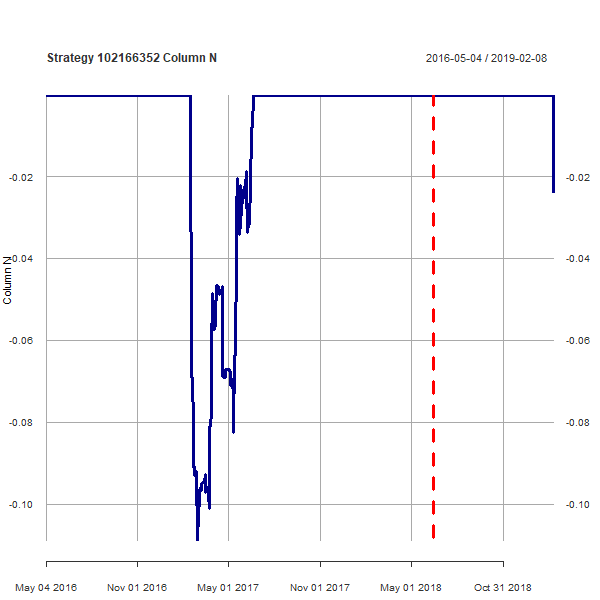 Strategy 102166352 Column N
2016-05-04 / 2019-02-08
Column N
-0.02
-0.02
-0.04
-0.04
-0.06
-0.06
-0.08
-0.08
-0.10
-0.10
May 04 2016
Nov 01 2016
May 01 2017
Nov 01 2017
May 01 2018
Oct 31 2018